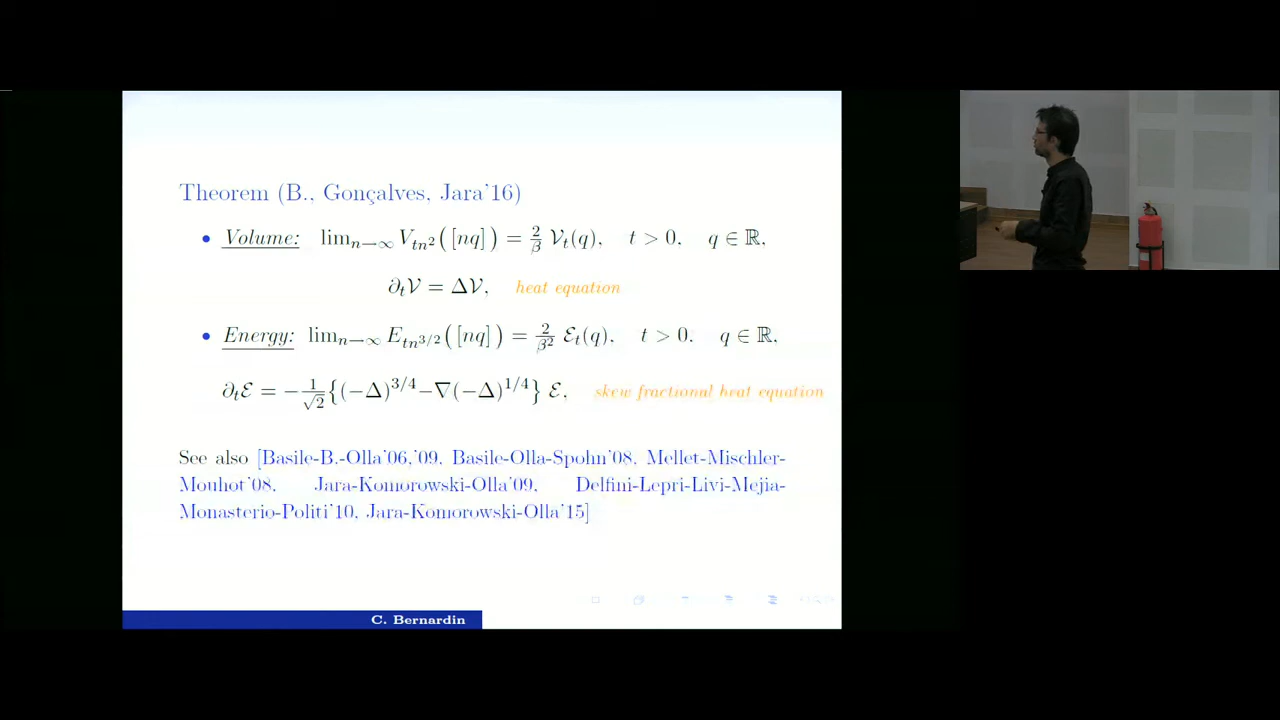 Theorem (B., Gonçalves, Jara'16)
• Volume: lim_{n→∞} V_{tn²}([nq]) = 2/β 𝒱_t(q), t > 0, q ∈ ℝ,
∂_t𝒱 = Δ𝒱, heat equation
• Energy: lim_{n→∞} E_{tn^{3/2}}([nq]) = 2/β² ℰ_t(q), t > 0, q ∈ ℝ,
∂_tℰ = −1/√2 {(−Δ)^{3/4} − ∇(−Δ)^{1/4}} ℰ, skew fractional heat equation
See also [Basile-B.-Olla'06,'09, Basile-Olla-Spohn'08, Mellet-Mischler-
Mouhot'08, Jara-Komorowski-Olla'09, Delfini-Lepri-Livi-Mejia-
Monasterio-Politi'10, Jara-Komorowski-Olla'15]
C. Bernardin